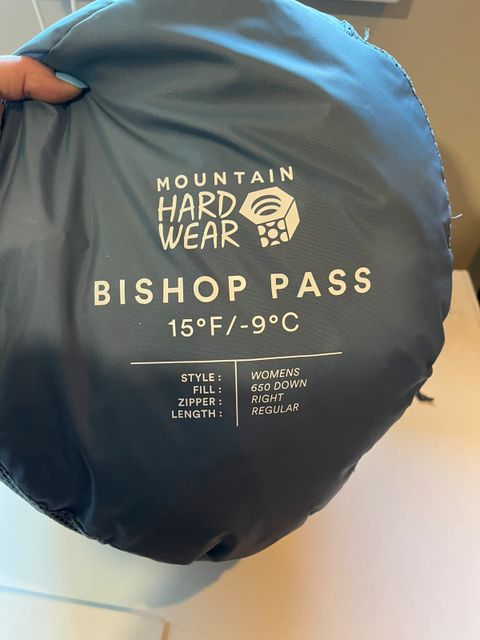 MOUNTAIN
HARD
WEAR
BISHOP PASS
15°F/-9°C
STYLE : WOMENS
FILL : 650 DOWN
ZIPPER : RIGHT
LENGTH : REGULAR